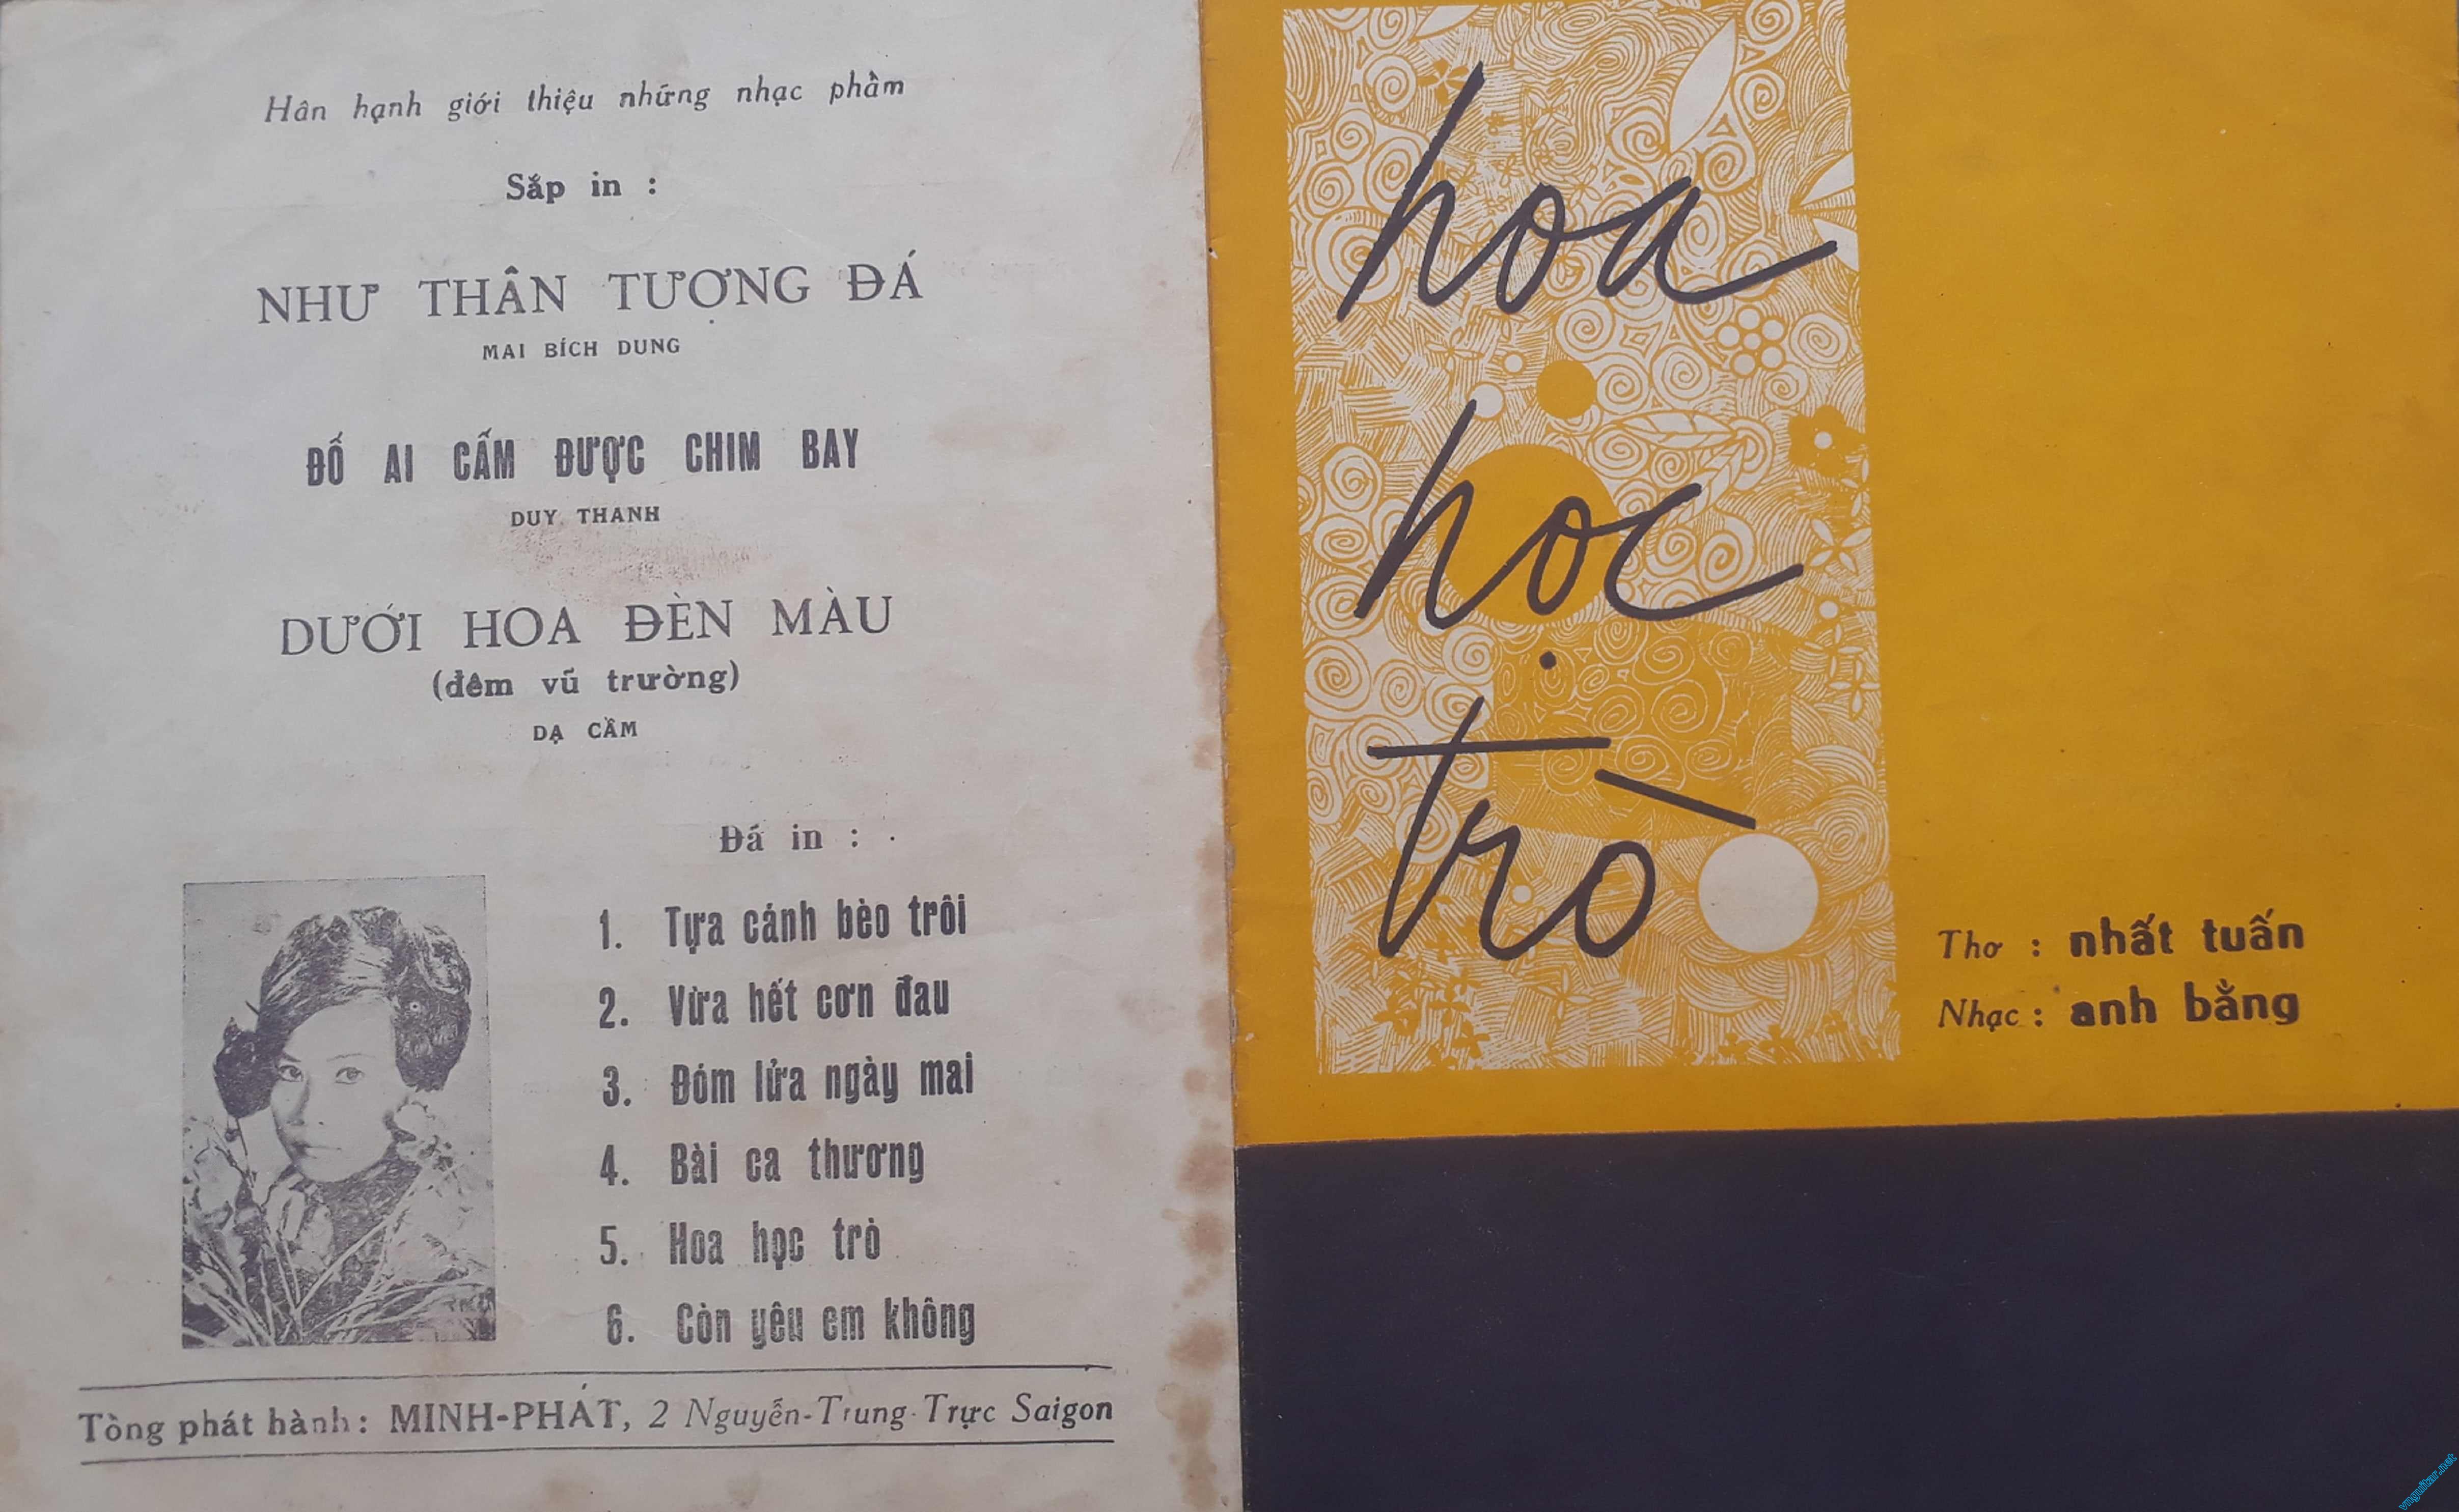 Hân hạnh giới thiệu những nhạc phẩm
Sắp in :
NHƯ THÂN TƯỢNG ĐÁ
MAI BÍCH DUNG
ĐỐ AI CẤM ĐƯỢC CHIM BAY
DUY THANH
DƯỚI HOA ĐÈN MÀU
(đêm vũ trường)
DẠ CẦM
Đã in :
1. Tựa cánh bèo trôi
2. Vừa hết cơn đau
3. Đóm lửa ngày mai
4. Bài ca thương
5. Hoa học trò
6. Còn yêu em không
Tổng phát hành : MINH-PHÁT, 2 Nguyễn-Trung-Trực Saigon
hoa
học
trò
Thơ : nhất tuấn
Nhạc : anh bằng
vnguitar.net